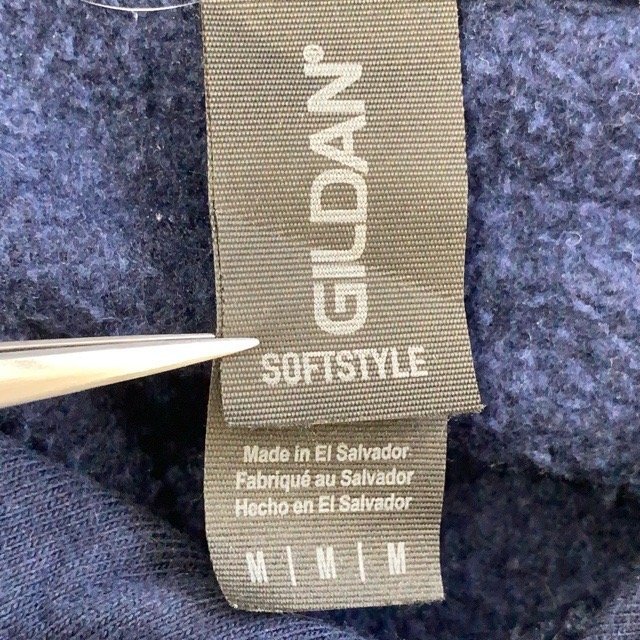 GILDAN®
SOFTSTYLE
Made in El Salvador
Fabriqué au Salvador
Hecho en El Salvador
M | M | M